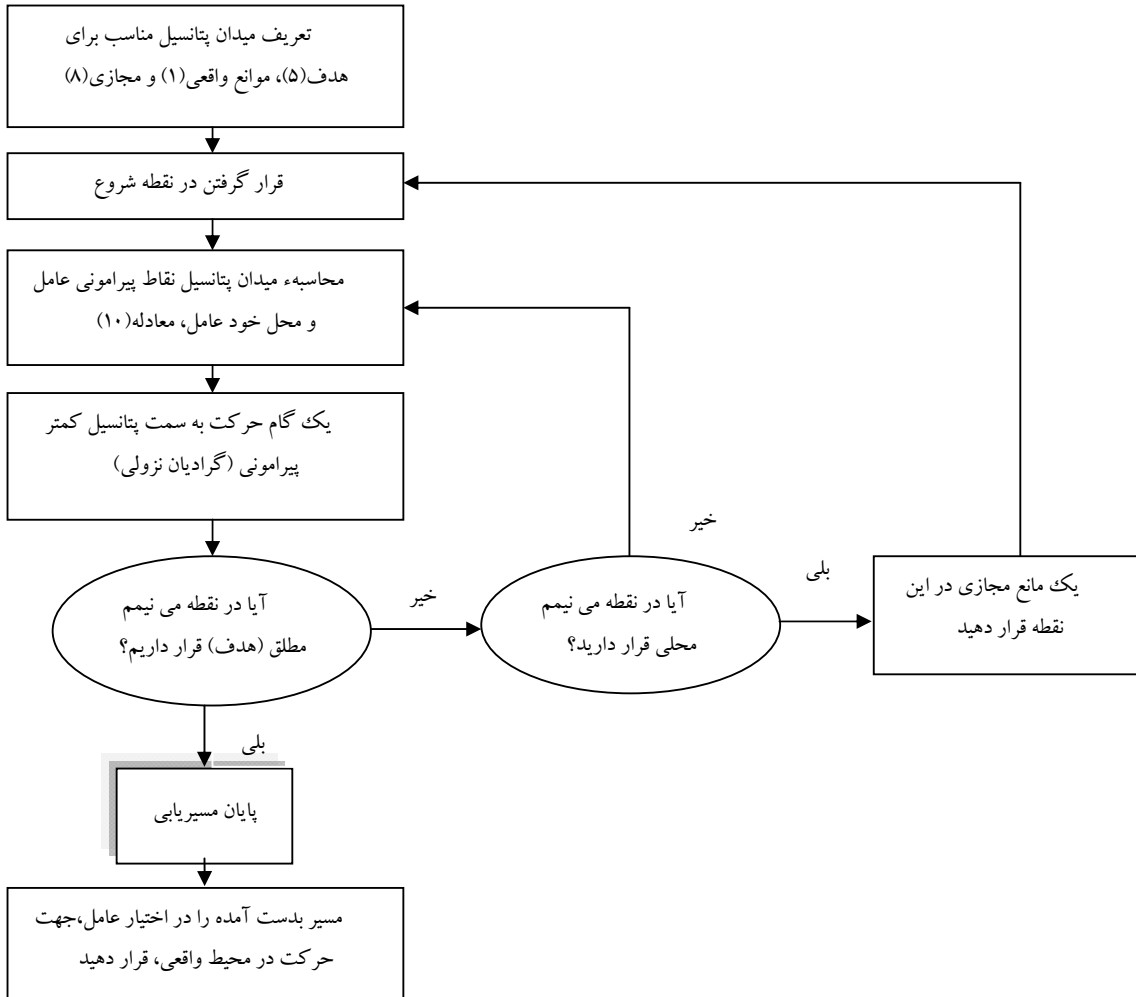 تعریف میدان پتانسیل مناسب برای
هدف(۵)، موانع واقعی(۱) و مجازی(۸)
قرار گرفتن در نقطه شروع
محاسبهء میدان پتانسیل نقاط پیرامونی عامل
و محل خود عامل، معادله(۱۰)
یک گام حرکت به سمت پتانسیل کمتر
پیرامونی (گرادیان نزولی)
آیا در نقطه می نیمم
مطلق (هدف) قرار داریم؟
خیر
آیا در نقطه می نیمم
محلی قرار دارید؟
خیر
بلی
یک مانع مجازی در این
نقطه قرار دهید
بلی
پایان مسیریابی
مسیر بدست آمده را در اختیار عامل،جهت
حرکت در محیط واقعی، قرار دهید